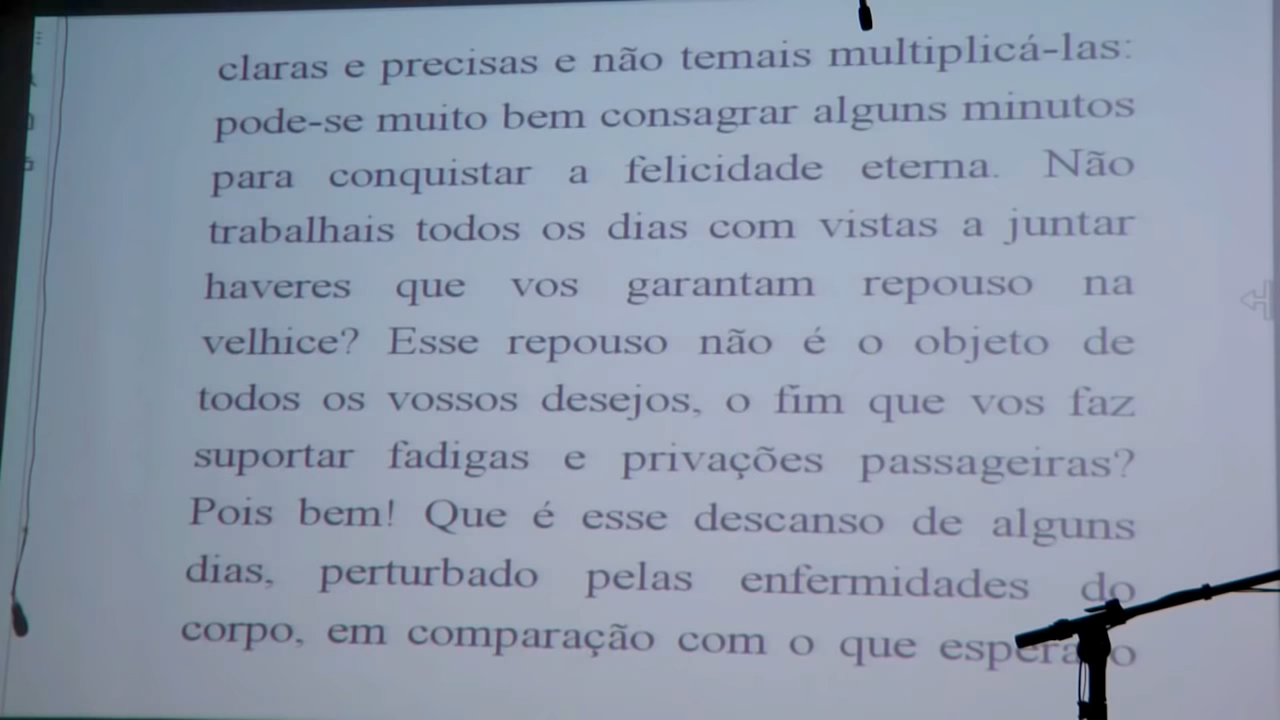 claras e precisas e não temais multiplicá-las:
pode-se muito bem consagrar alguns minutos
para conquistar a felicidade eterna. Não
trabalhais todos os dias com vistas a juntar
haveres que vos garantam repouso na
velhice? Esse repouso não é o objeto de
todos os vossos desejos, o fim que vos faz
suportar fadigas e privações passageiras?
Pois bem! Que é esse descanso de alguns
dias, perturbado pelas enfermidades do
corpo, em comparação com o que espera o